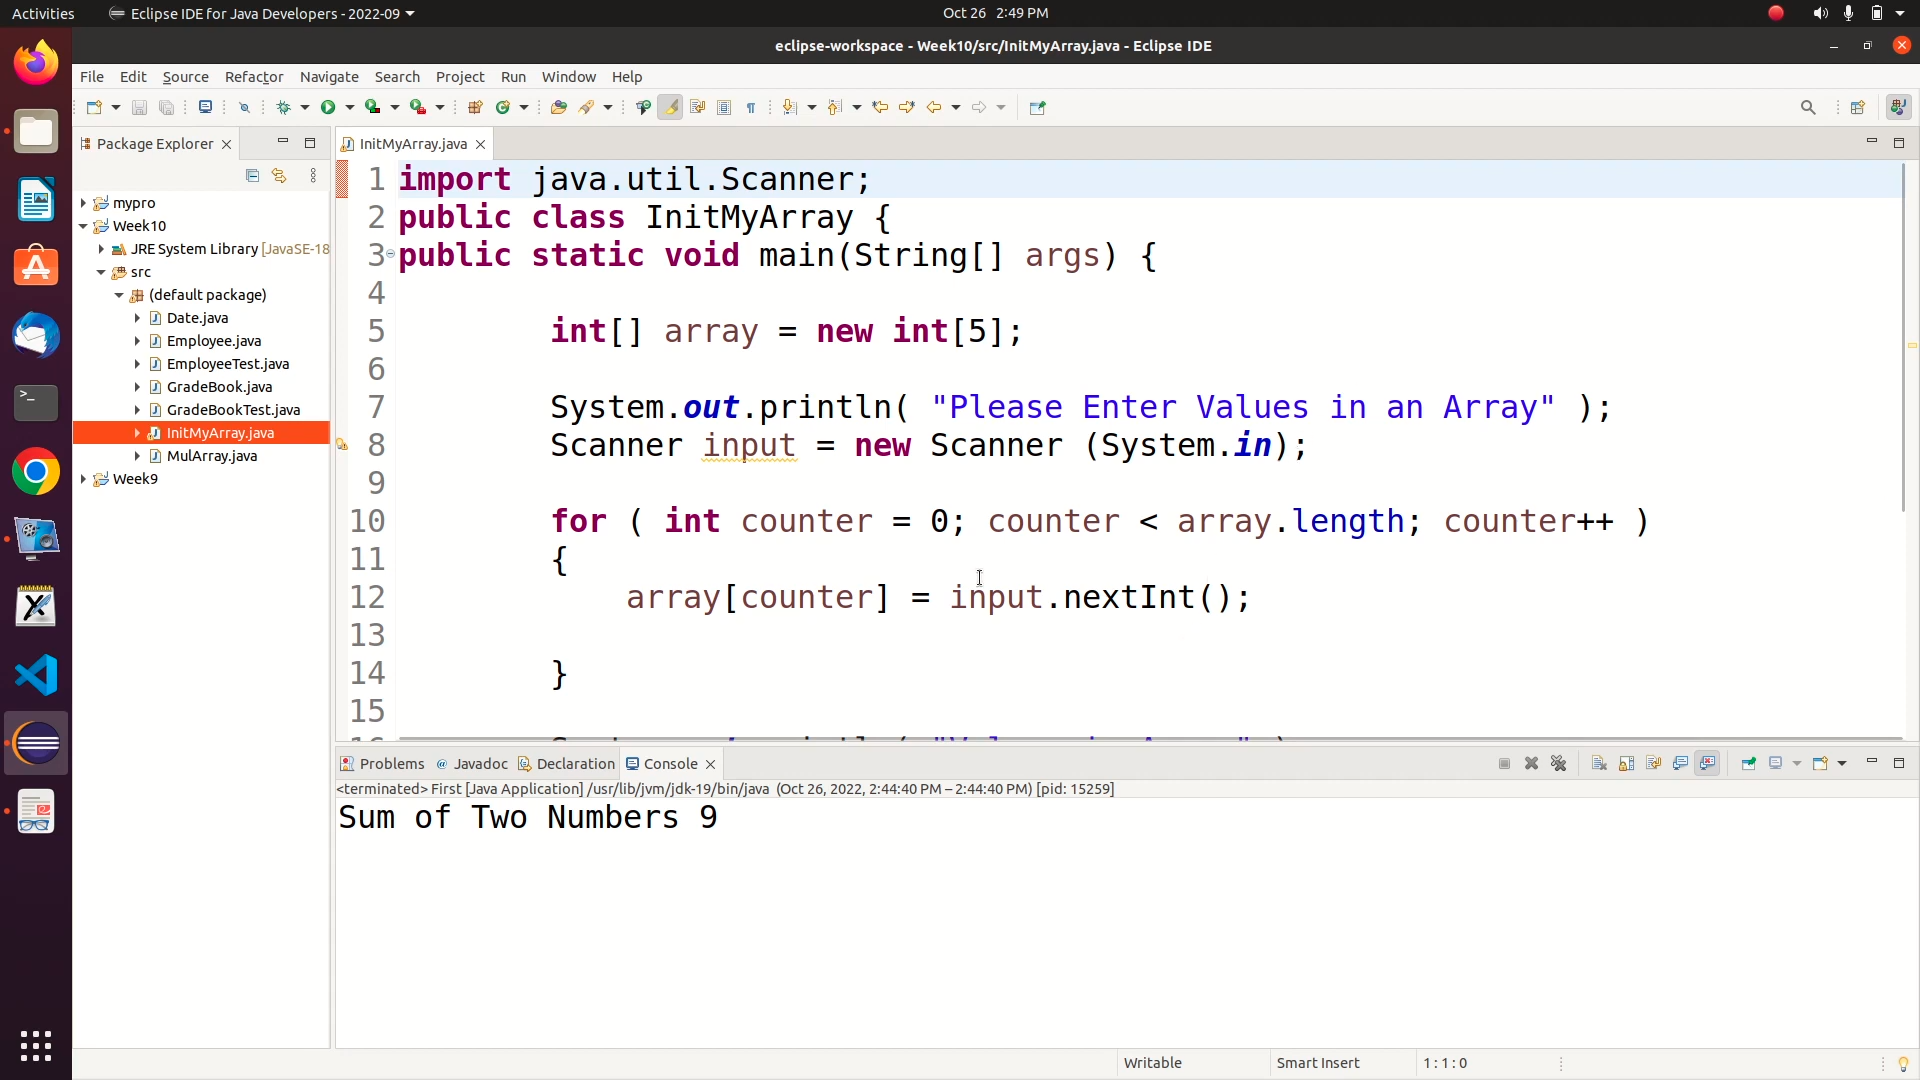 Activities Eclipse IDE for Java Developers - 2022-09 Oct 26 2:49 PM
eclipse-workspace - Week10/src/InitMyArray.java - Eclipse IDE
File Edit Source Refactor Navigate Search Project Run Window Help
Package Explorer
mypro
Week10
JRE System Library [JavaSE-18
src
(default package)
Date.java
Employee.java
EmployeeTest.java
GradeBook.java
GradeBookTest.java
InitMyArray.java
MulArray.java
Week9
InitMyArray.java
1 import java.util.Scanner;
2 public class InitMyArray {
3 public static void main(String[] args) {
4
5 int[] array = new int[5];
6
7 System.out.println( "Please Enter Values in an Array" );
8 Scanner input = new Scanner (System.in);
9
10 for ( int counter = 0; counter < array.length; counter++ )
11 {
12 array[counter] = input.nextInt();
13
14 }
15
Problems Javadoc Declaration Console
<terminated> First [Java Application] /usr/lib/jvm/jdk-19/bin/java (Oct 26, 2022, 2:44:40 PM – 2:44:40 PM) [pid: 15259]
Sum of Two Numbers 9
Writable Smart Insert 1 : 1 : 0